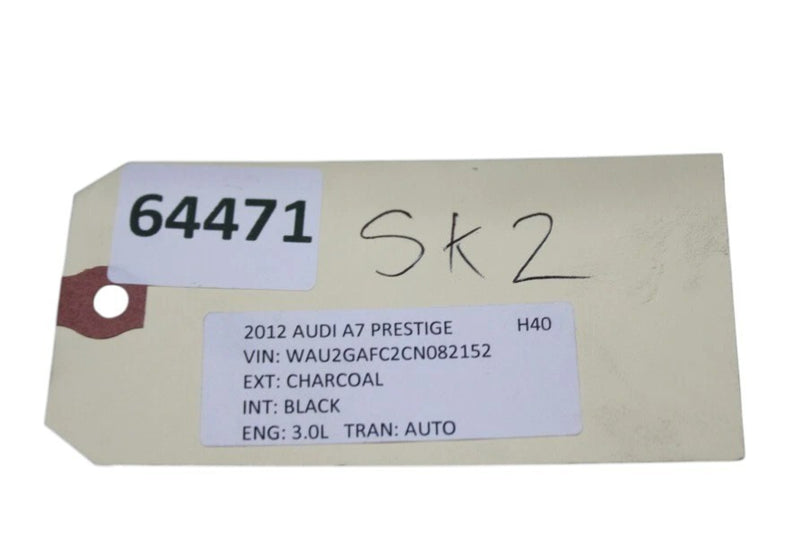 64471
SK2
2012 AUDI A7 PRESTIGE H40
VIN: WAU2GAFC2CN082152
EXT: CHARCOAL
INT: BLACK
ENG: 3.0L TRAN: AUTO